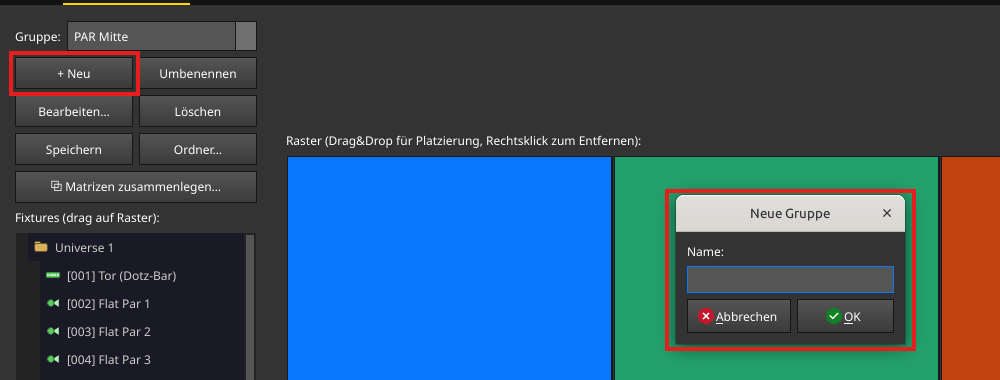 Gruppe: PAR Mitte
+ Neu Umbenennen
Bearbeiten... Löschen
Speichern Ordner...
Matrizen zusammenlegen...
Fixtures (drag auf Raster):
Universe 1
[001] Tor (Dotz-Bar)
[002] Flat Par 1
[003] Flat Par 2
[004] Flat Par 3
Raster (Drag&Drop für Platzierung, Rechtsklick zum Entfernen):
Neue Gruppe
Name:
Abbrechen OK